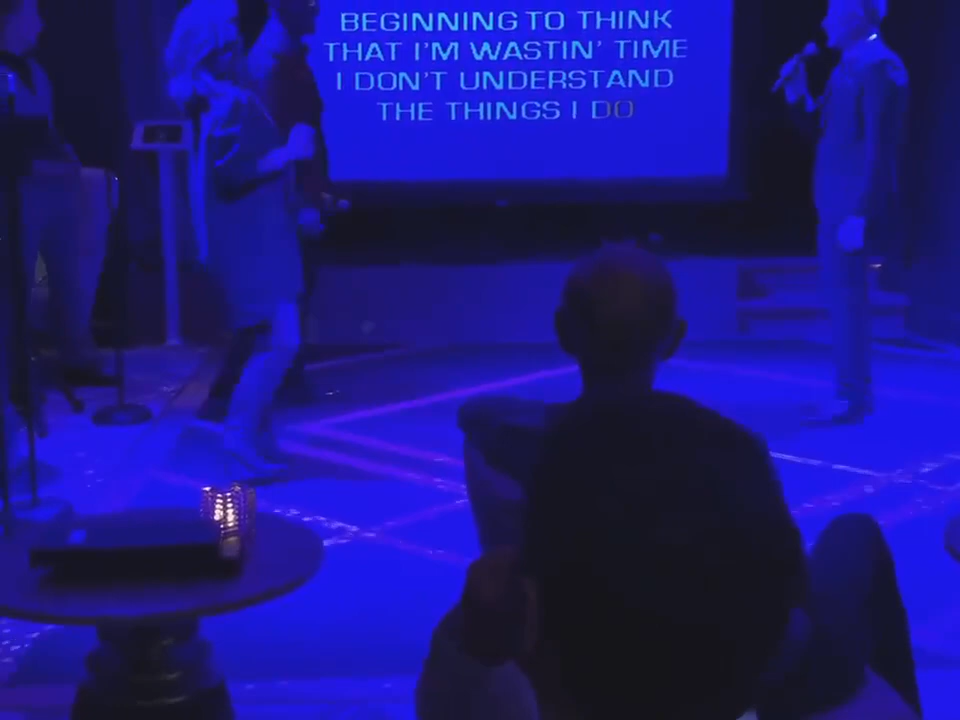 BEGINNING TO THINK
THAT I'M WASTIN' TIME
I DON'T UNDERSTAND
THE THINGS I DO